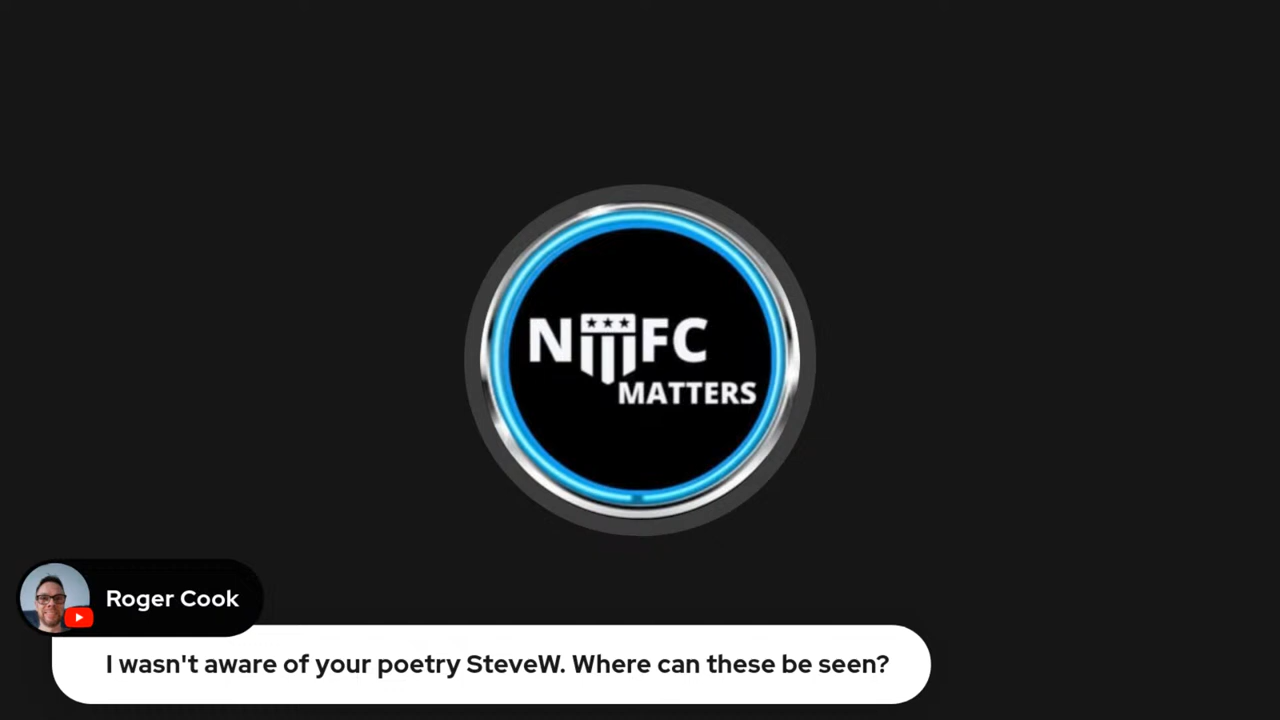 NUFC
MATTERS
Roger Cook
I wasn't aware of your poetry SteveW. Where can these be seen?